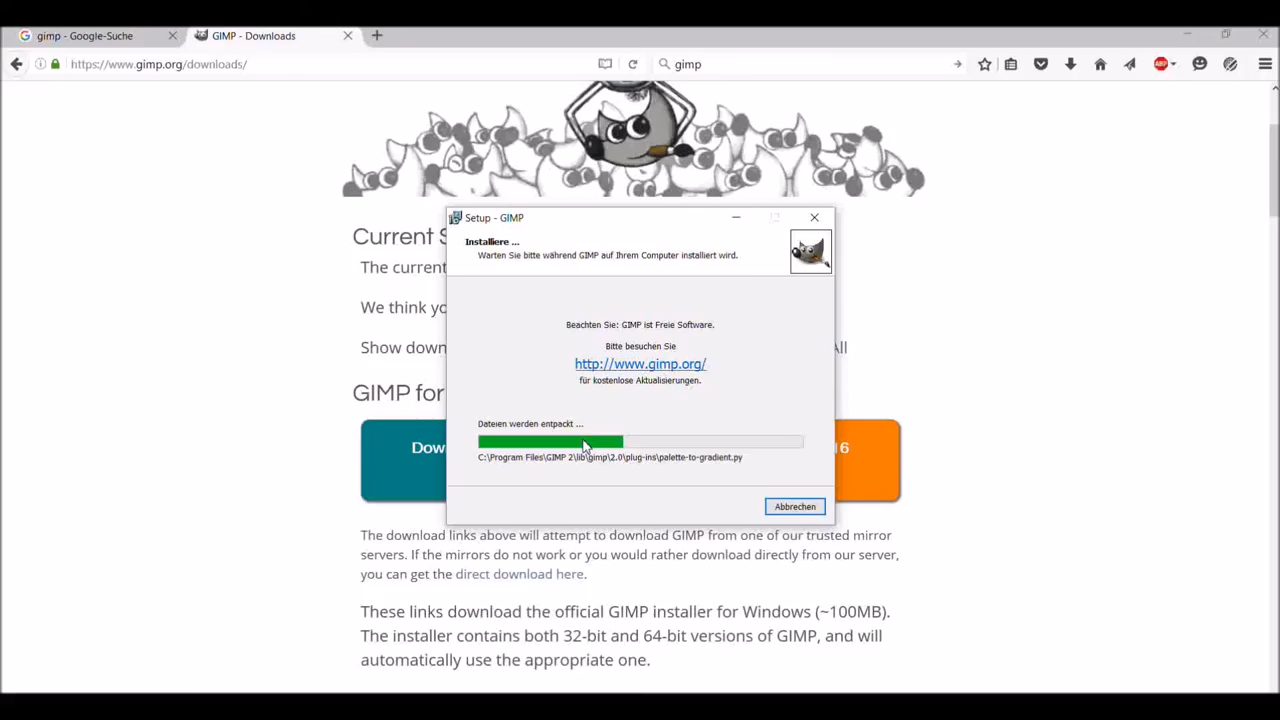 gimp - Google-Suche
GIMP - Downloads
https://www.gimp.org/downloads/
gimp
ABP
Setup - GIMP
Installiere ...
Warten Sie bitte während GIMP auf Ihrem Computer installiert wird.
Current S
The current
We think yo
Show down
All
GIMP for
Dow
16
Beachten Sie: GIMP ist Freie Software.
Bitte besuchen Sie
http://www.gimp.org/
für kostenlose Aktualisierungen.
Dateien werden entpackt ...
C:\Program Files\GIMP 2\lib\gimp\2.0\plug-ins\palette-to-gradient.py
Abbrechen
The download links above will attempt to download GIMP from one of our trusted mirror
servers. If the mirrors do not work or you would rather download directly from our server,
you can get the direct download here.
These links download the official GIMP installer for Windows (~100MB).
The installer contains both 32-bit and 64-bit versions of GIMP, and will
automatically use the appropriate one.